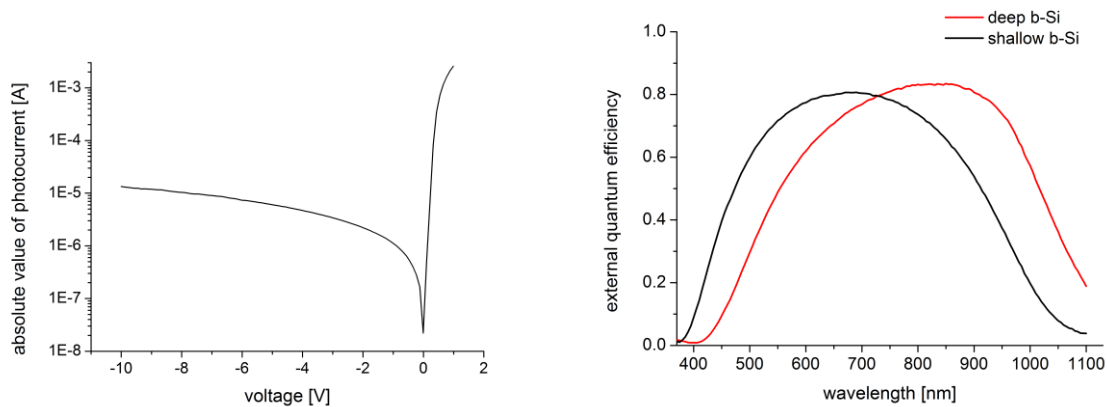 absolute value of photocurrent [A]
1E-3
1E-4
1E-5
1E-6
1E-7
1E-8
-10 -8 -6 -4 -2 0 2
voltage [V]
deep b-Si
shallow b-Si
external quantum efficiency
1.0
0.8
0.6
0.4
0.2
0.0
400 500 600 700 800 900 1000 1100
wavelength [nm]